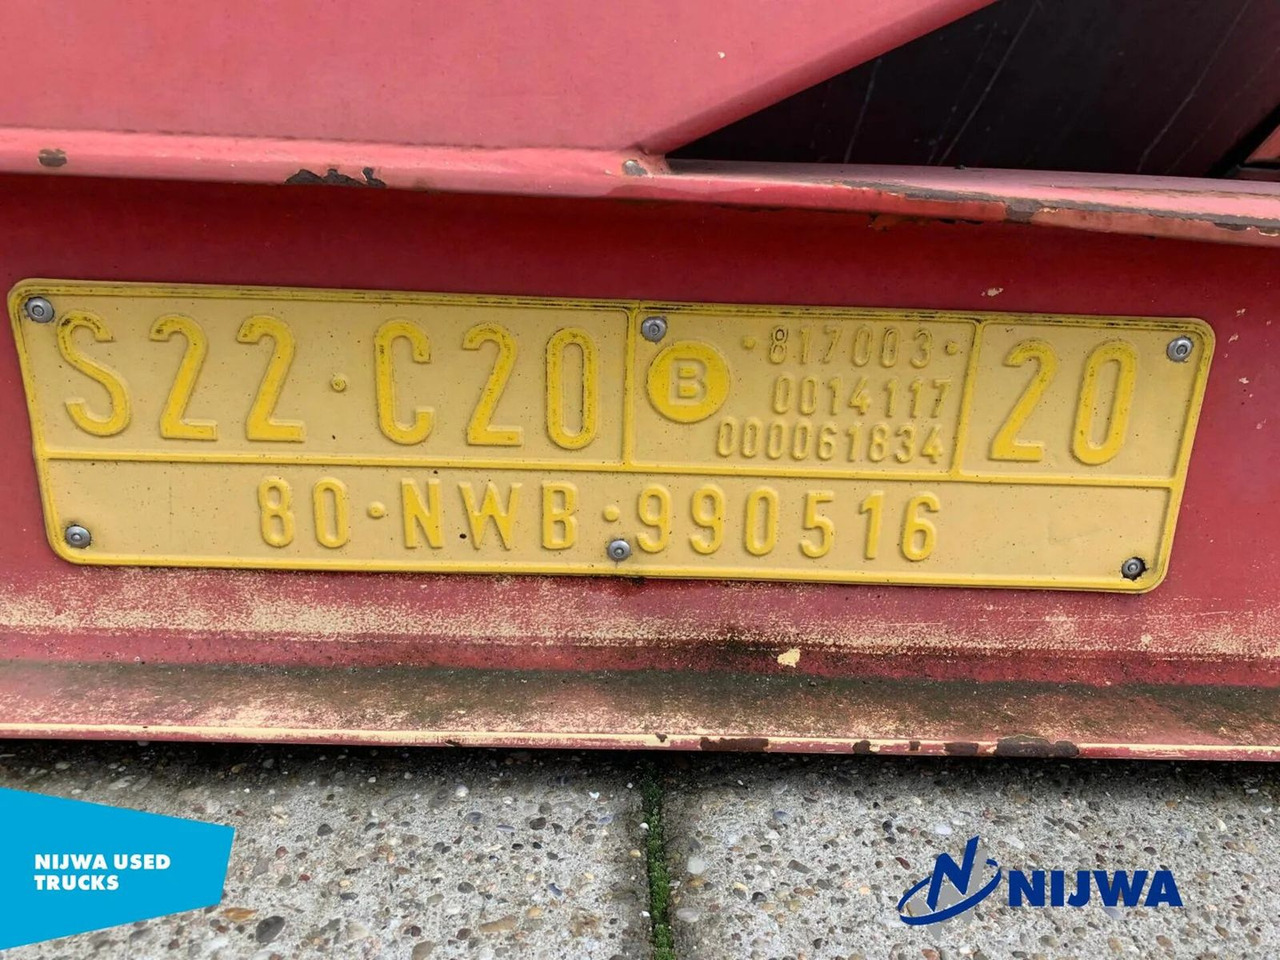 S22·C20
B
·817003·
0014117
000061834
20
80·NWB·990516
NIJWA USED
TRUCKS
NIJWA